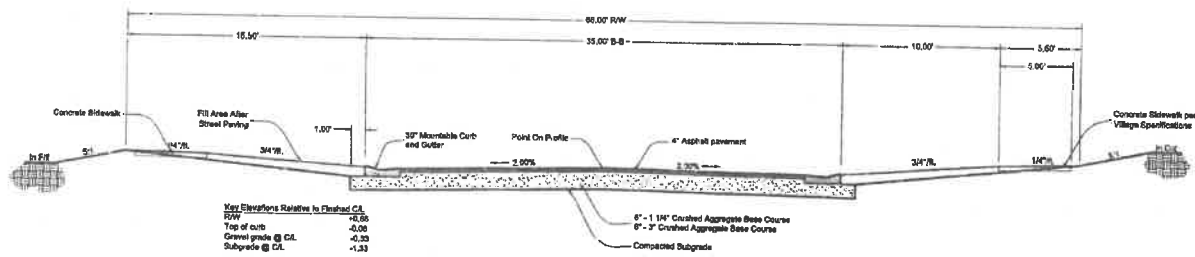 66.00' R/W
15.50'
35.00' B-B
10.00'
5.50'
5.00'
Concrete Sidewalk
Fill Area After
Street Paving
1.00'
30" Mountable Curb
and Gutter
Point On Profile
4" Asphalt pavement
Concrete Sidewalk per
Village Specifications
In Fill
5:1
1/4"/ft.
3/4"/ft.
2.00%
2.00%
3/4"/ft.
1/4"/ft.
5:1
In Cut
Key Elevations Relative to Finished C/L
R/W
Top of curb -0.08
Gravel grade @ C/L -0.33
Subgrade @ C/L -1.33
6" - 1 1/4" Crushed Aggregate Base Course
6" - 3" Crushed Aggregate Base Course
Compacted Subgrade